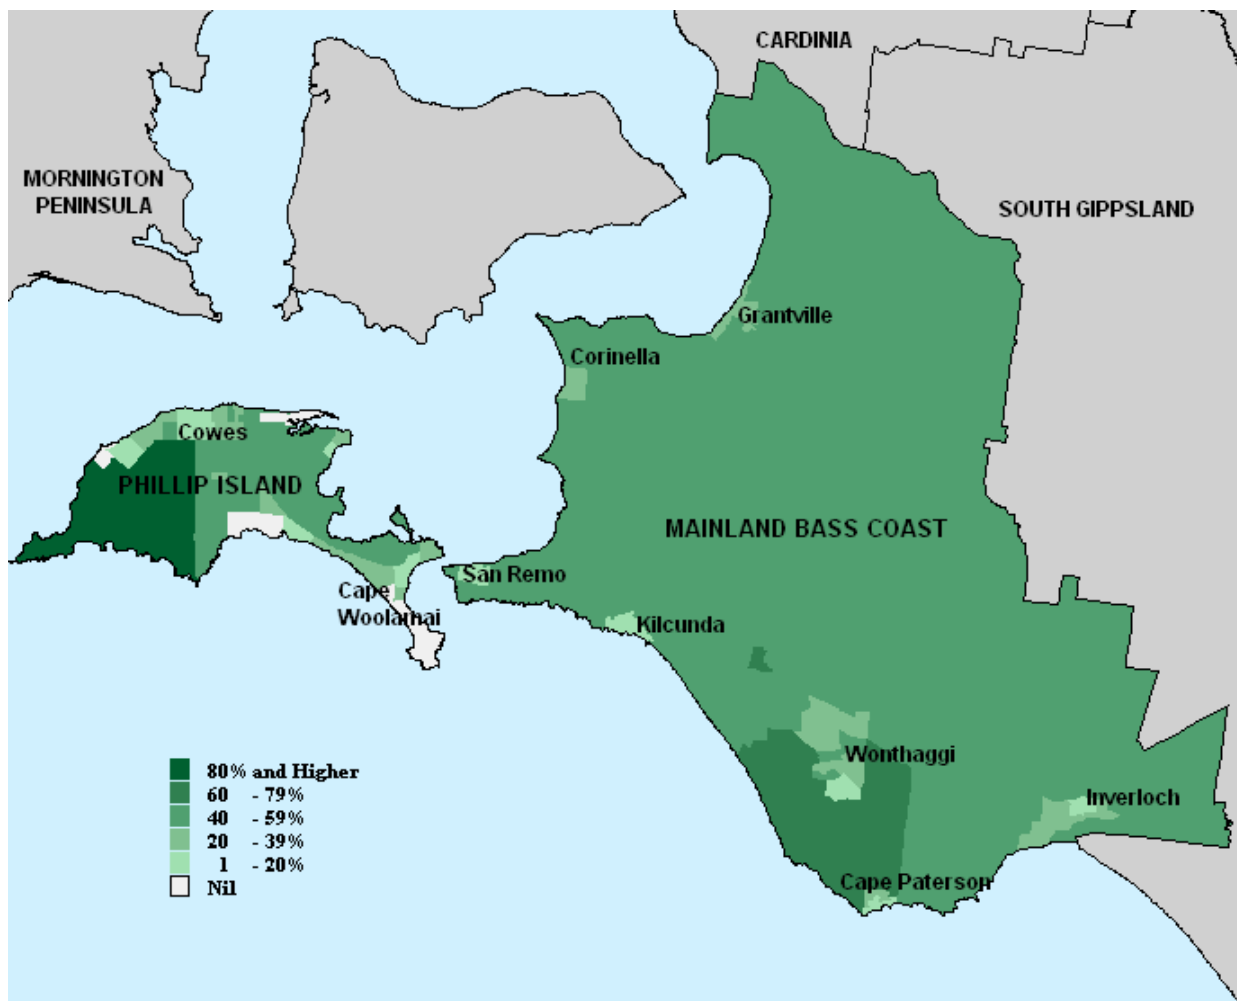 CARDINIA
MORNINGTON
PENINSULA
SOUTH GIPPSLAND
Grantville
Corinella
Cowes
PHILLIP ISLAND
MAINLAND BASS COAST
San Remo
Cape
Woolamai
Kilcunda
Wonthaggi
Inverloch
Cape Paterson
80% and Higher
60 - 79%
40 - 59%
20 - 39%
1 - 20%
Nil